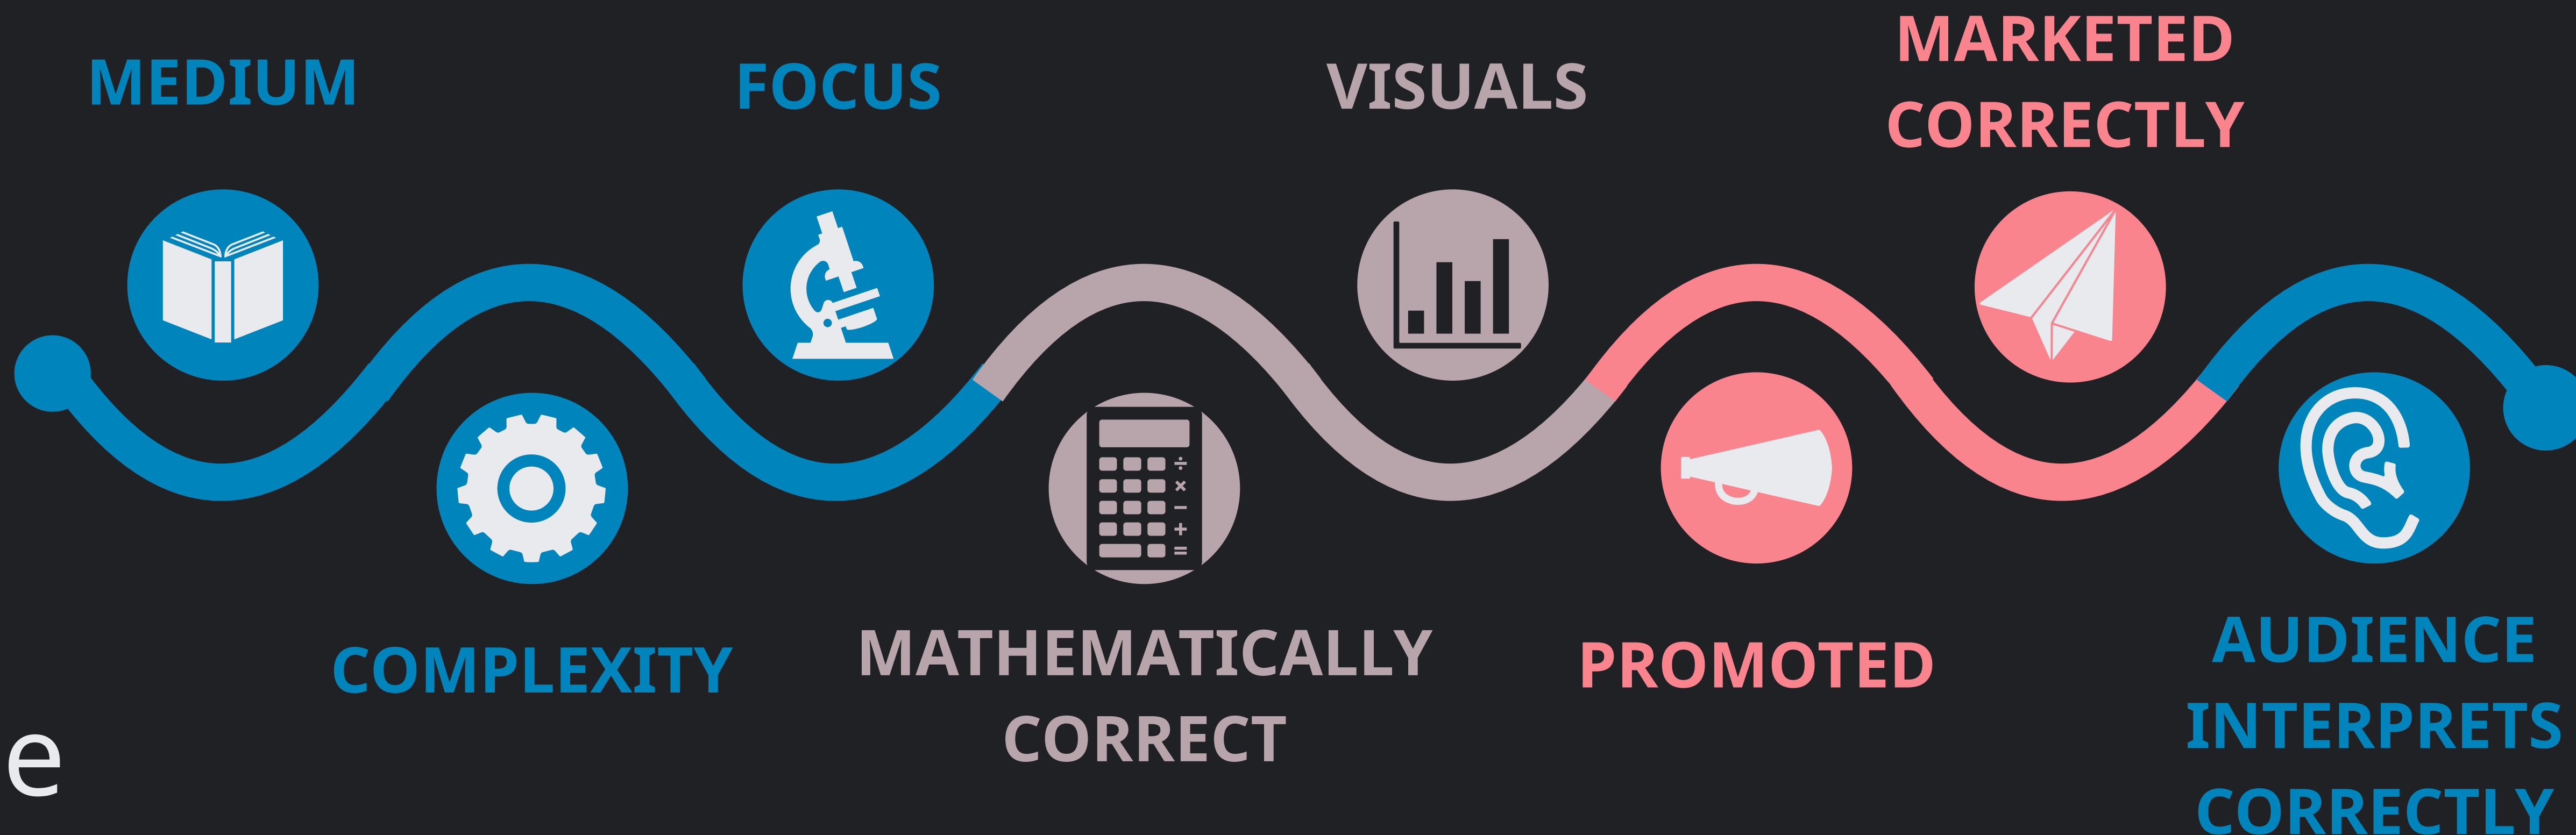 MEDIUM
COMPLEXITY
FOCUS
MATHEMATICALLY
CORRECT
VISUALS
PROMOTED
MARKETED
CORRECTLY
AUDIENCE
INTERPRETS
CORRECTLY
e
÷
×
−
+
=